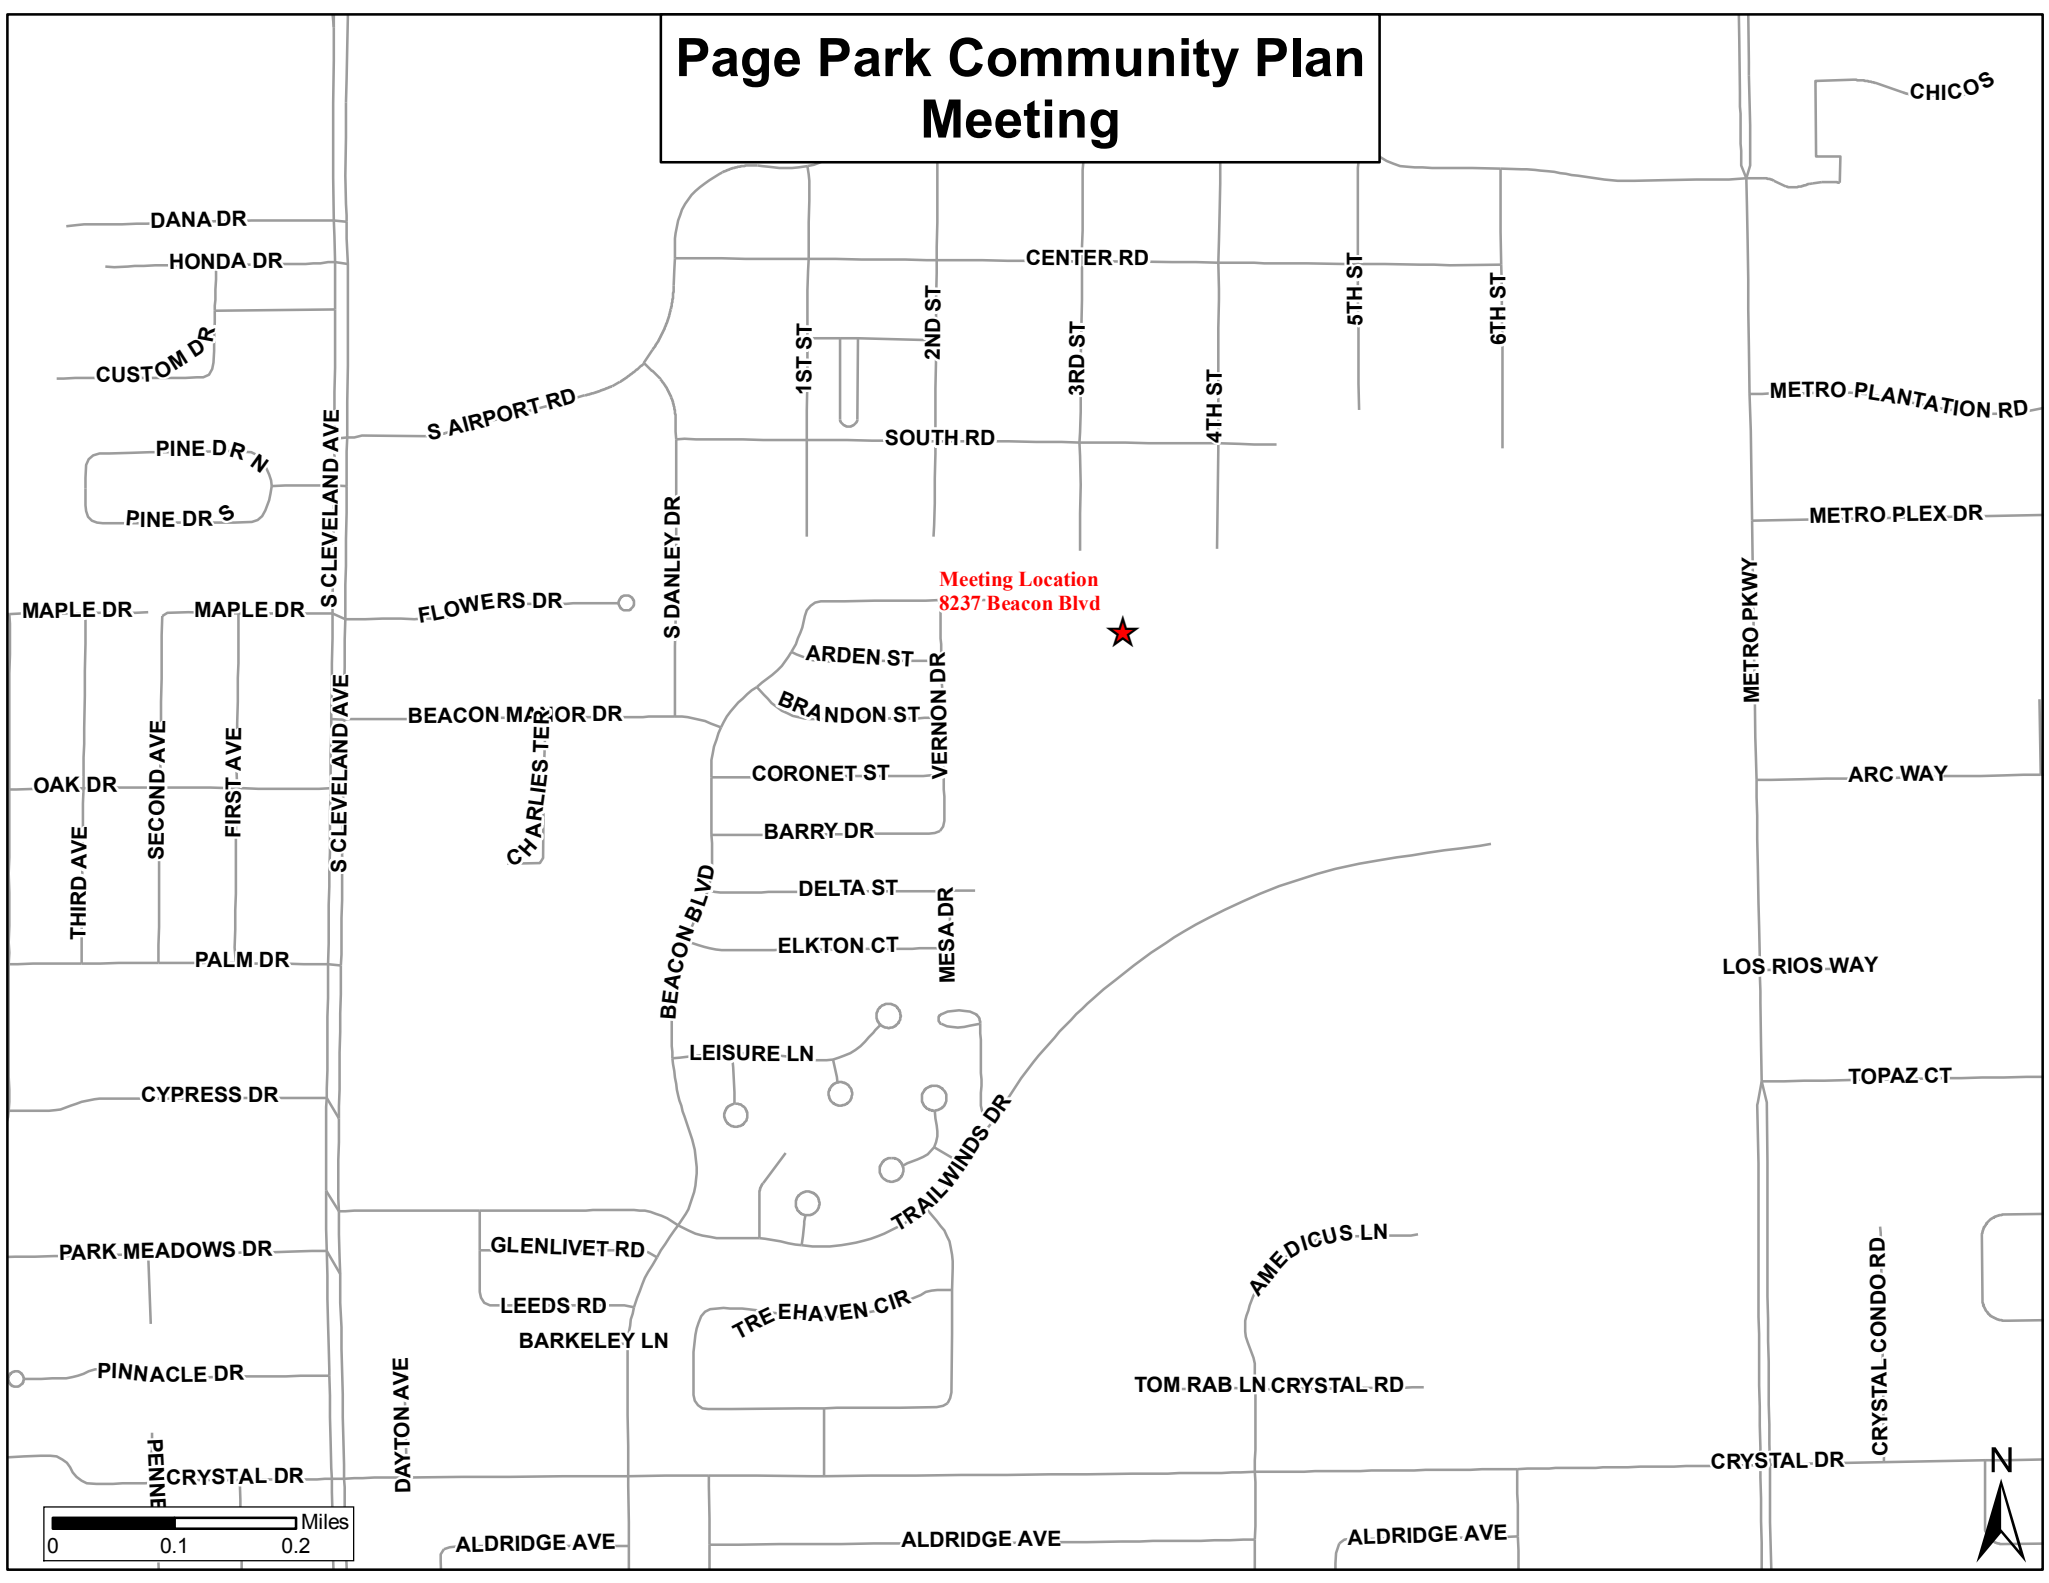 Page Park Community Plan
Meeting
CHICOS
DANA DR
HONDA DR
CENTER RD
CUSTOM DR
1ST ST
2ND ST
3RD ST
4TH ST
5TH ST
6TH ST
METRO PLANTATION RD
S AIRPORT RD
SOUTH RD
PINE DR N
PINE DR S
S CLEVELAND AVE
S DANLEY DR
METRO PLEX DR
METRO PKWY
Meeting Location
8237 Beacon Blvd
MAPLE DR
MAPLE DR
FLOWERS DR
ARDEN ST
BRANDON ST
VERNON DR
BEACON MANOR DR
CHARLIES TER
S CLEVELAND AVE
CORONET ST
ARC WAY
OAK DR
THIRD AVE
SECOND AVE
FIRST AVE
BARRY DR
DELTA ST
MESA DR
BEACON BLVD
ELKTON CT
PALM DR
LOS RIOS WAY
LEISURE LN
TOPAZ CT
CYPRESS DR
TRAILWINDS DR
PARK MEADOWS DR
GLENLIVET RD
AMEDICUS LN
CRYSTAL CONDO RD
LEEDS RD
TREEHAVEN CIR
BARKELEY LN
PINNACLE DR
DAYTON AVE
TOM RAB LN
CRYSTAL RD
PENNE
CRYSTAL DR
CRYSTAL DR
N
Miles
0 0.1 0.2
ALDRIDGE AVE
ALDRIDGE AVE
ALDRIDGE AVE